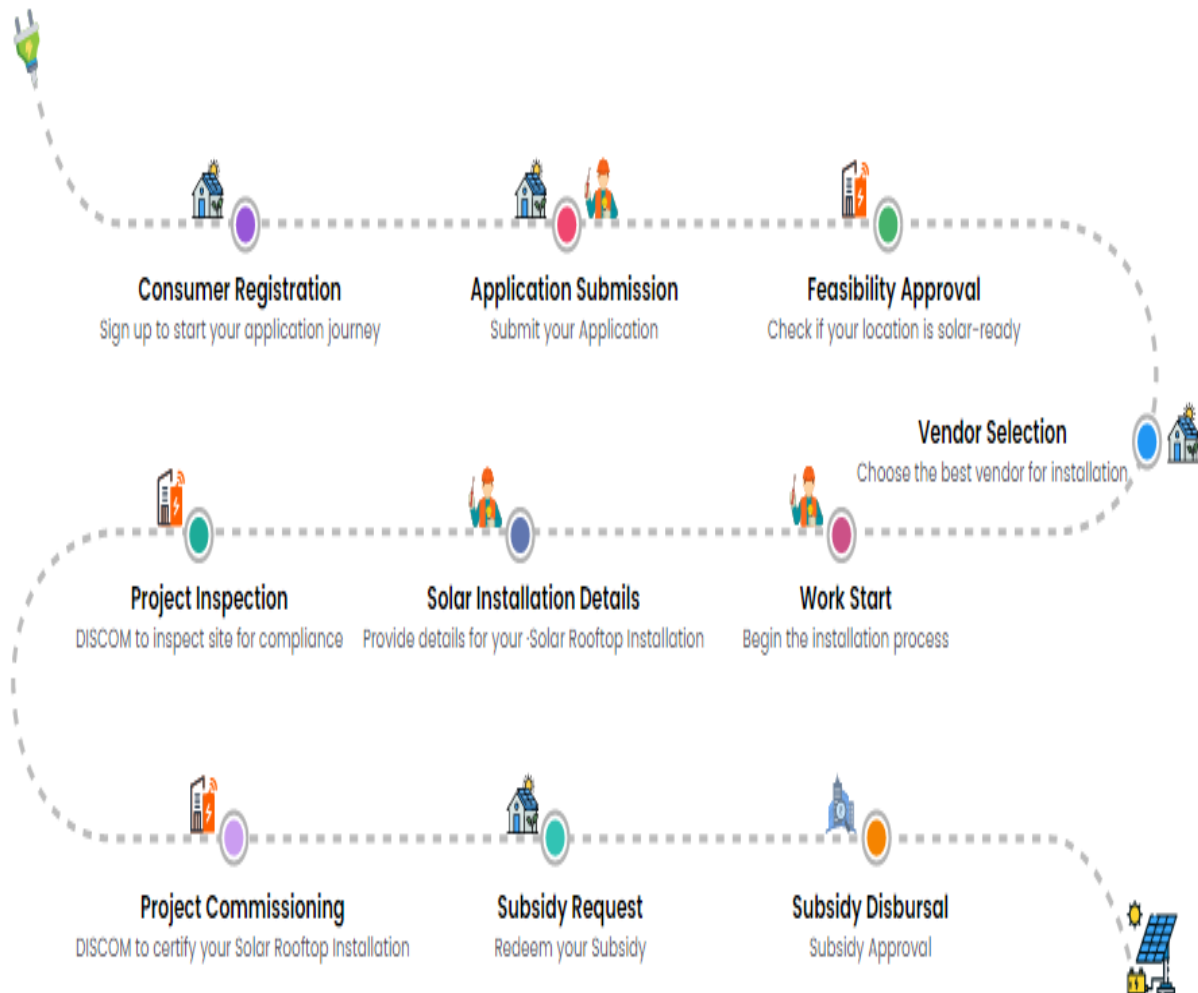 Consumer Registration
Sign up to start your application journey
Application Submission
Submit your Application
Feasibility Approval
Check if your location is solar-ready
Vendor Selection
Choose the best vendor for installation
Work Start
Begin the installation process
Solar Installation Details
Provide details for your -Solar Rooftop Installation
Project Inspection
DISCOM to inspect site for compliance
Project Commissioning
DISCOM to certify your Solar Rooftop Installation
Subsidy Request
Redeem your Subsidy
Subsidy Disbursal
Subsidy Approval